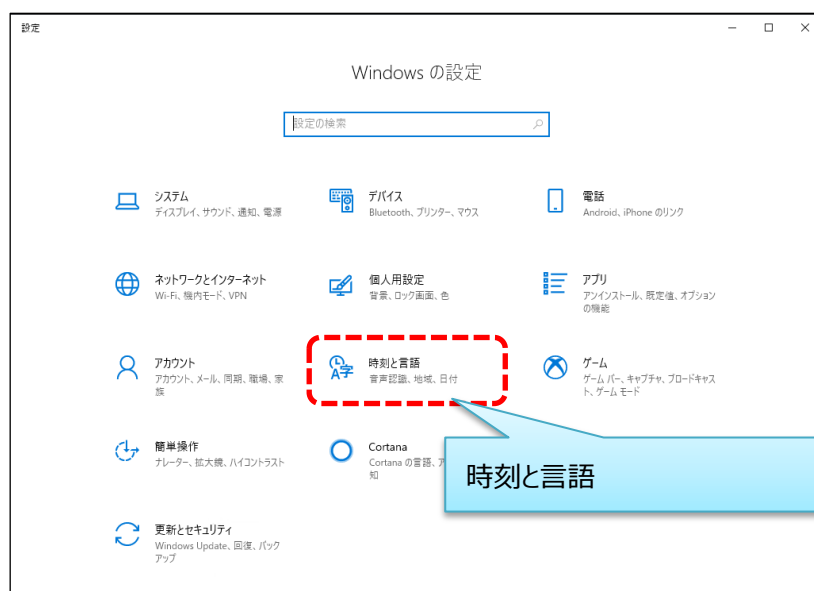 設定
Windows の設定
設定の検索
システム
ディスプレイ、サウンド、通知、電源
デバイス
Bluetooth、プリンター、マウス
電話
Android、iPhone のリンク
ネットワークとインターネット
Wi-Fi、機内モード、VPN
個人用設定
背景、ロック画面、色
アプリ
アンインストール、既定値、オプション
の機能
アカウント
アカウント、メール、同期、職場、家
族
時刻と言語
音声認識、地域、日付
ゲーム
ゲーム バー、キャプチャ、ブロードキャス
ト、ゲーム モード
簡単操作
ナレーター、拡大鏡、ハイコントラスト
Cortana
Cortana の言語、ア
知
時刻と言語
更新とセキュリティ
Windows Update、回復、バック
アップ